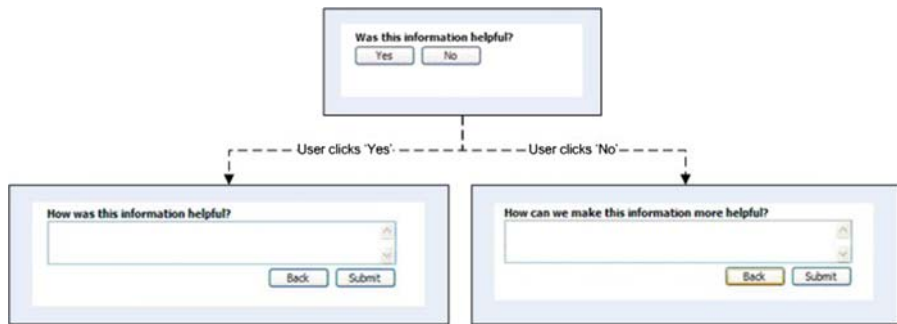 Was this information helpful?
Yes No
User clicks 'Yes' User clicks 'No'
How was this information helpful?
Back Submit
How can we make this information more helpful?
Back Submit